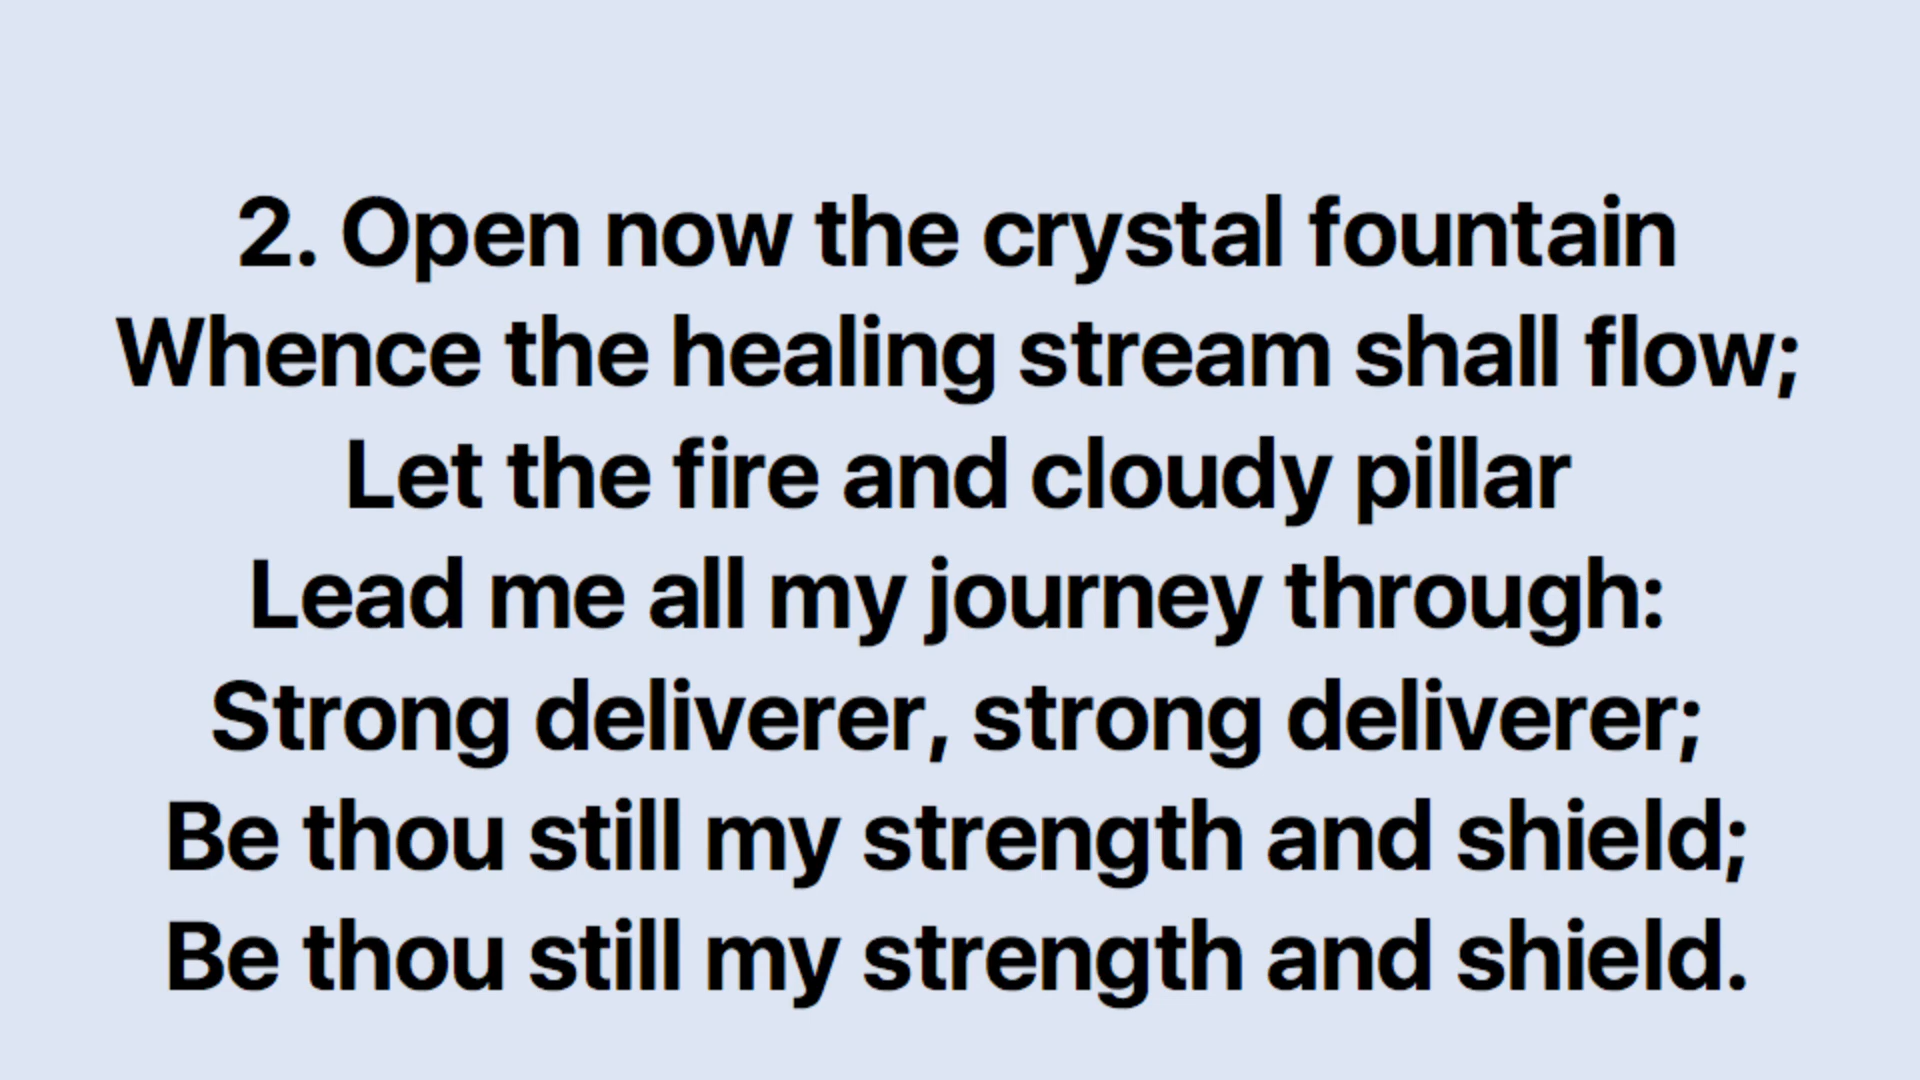 2. Open now the crystal fountain
Whence the healing stream shall flow;
Let the fire and cloudy pillar
Lead me all my journey through:
Strong deliverer, strong deliverer;
Be thou still my strength and shield;
Be thou still my strength and shield.